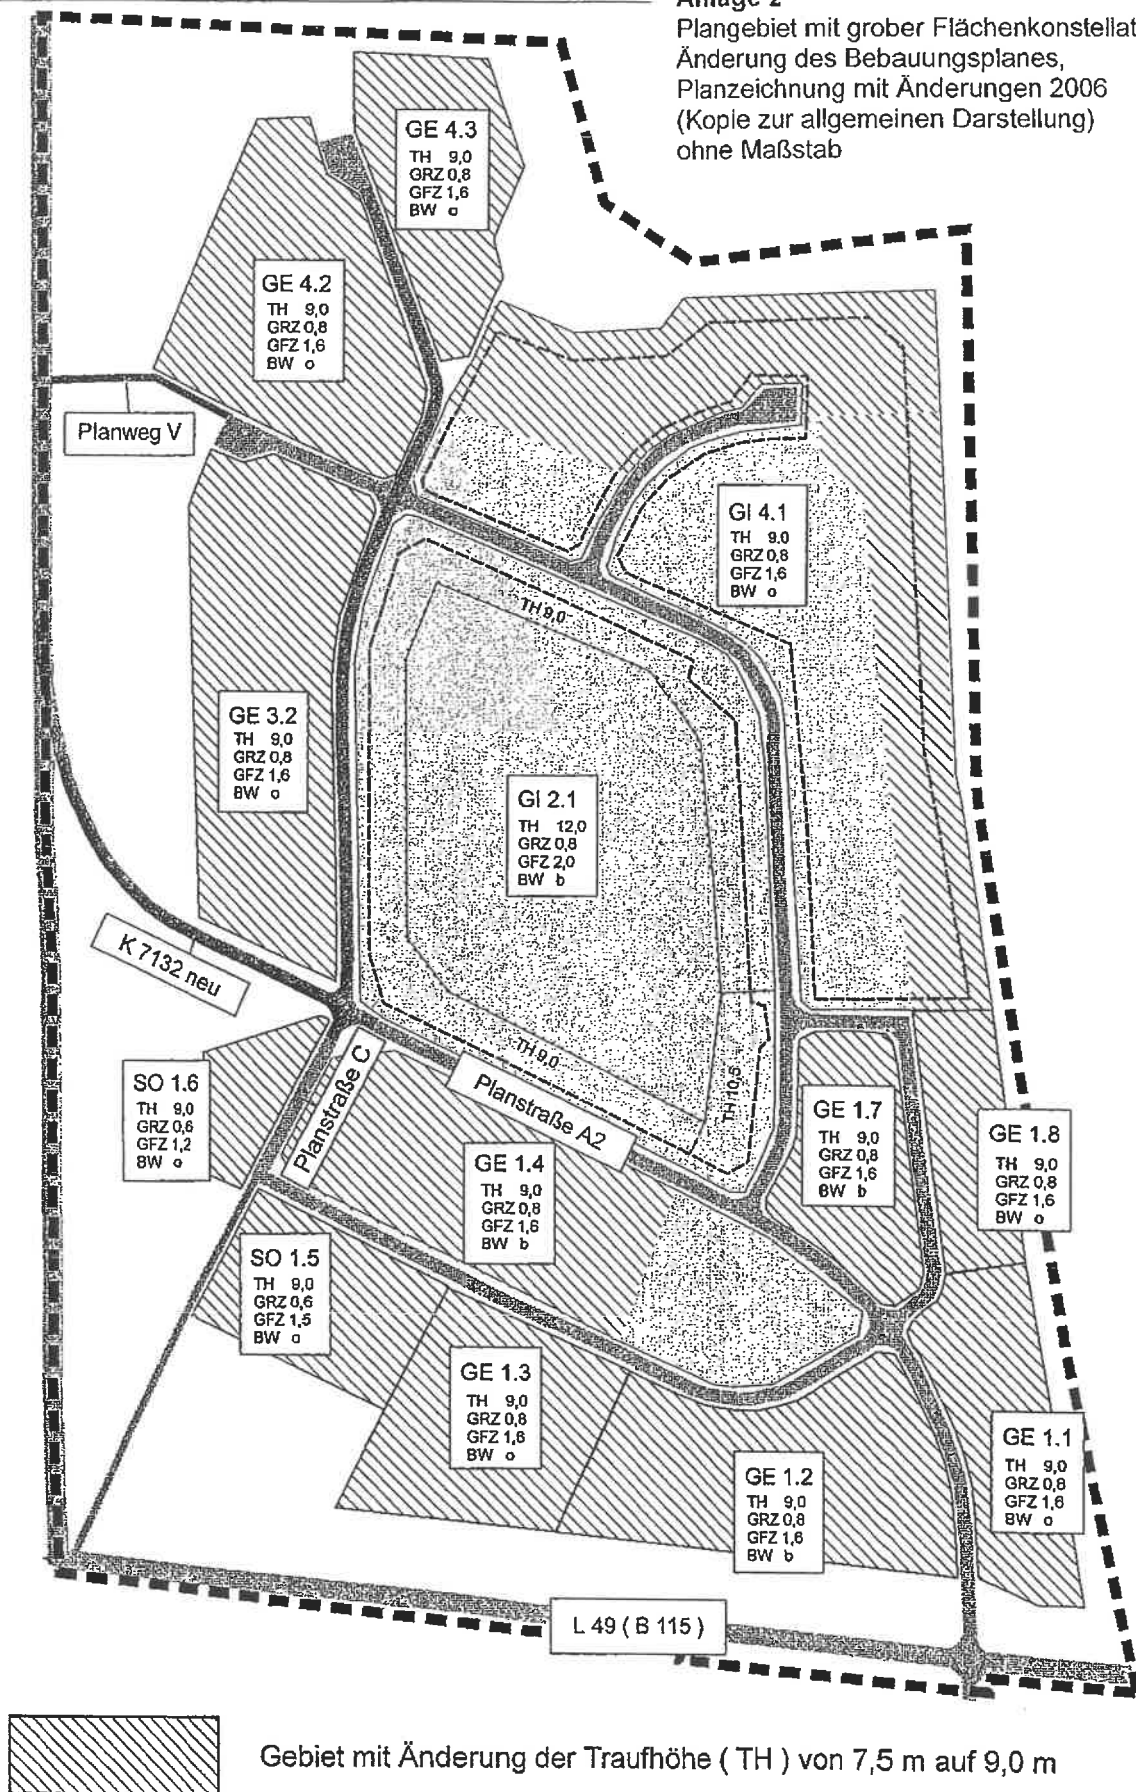 Anlage 2
Plangebiet mit grober Flächenkonstellat
Änderung des Bebauungsplanes,
Planzeichnung mit Änderungen 2006
(Kopie zur allgemeinen Darstellung)
ohne Maßstab
GE 4.3
TH 9,0
GRZ 0,8
GFZ 1,6
BW o
GE 4.2
TH 9,0
GRZ 0,8
GFZ 1,6
BW o
Planweg V
GI 4.1
TH 9.0
GRZ 0,8
GFZ 1,6
BW o
TH 9,0
GE 3.2
TH 9,0
GRZ 0,8
GFZ 1,6
BW o
GI 2.1
TH 12,0
GRZ 0,8
GFZ 2,0
BW b
K 7132 neu
TH 9.0
TH 10,5
Planstraße C
Planstraße A2
SO 1.6
TH 9,0
GRZ 0,6
GFZ 1,2
BW o
GE 1.7
TH 9,0
GRZ 0,8
GFZ 1,6
BW b
GE 1.8
TH 9,0
GRZ 0,8
GFZ 1,6
BW o
GE 1.4
TH 9,0
GRZ 0,8
GFZ 1,6
BW b
SO 1.5
TH 9,0
GRZ 0,6
GFZ 1,5
BW o
GE 1.3
TH 9,0
GRZ 0,8
GFZ 1,6
BW o
GE 1.2
TH 9,0
GRZ 0,8
GFZ 1,6
BW b
GE 1.1
TH 9,0
GRZ 0,8
GFZ 1,6
BW o
L 49 ( B 115 )
Gebiet mit Änderung der Traufhöhe ( TH ) von 7,5 m auf 9,0 m